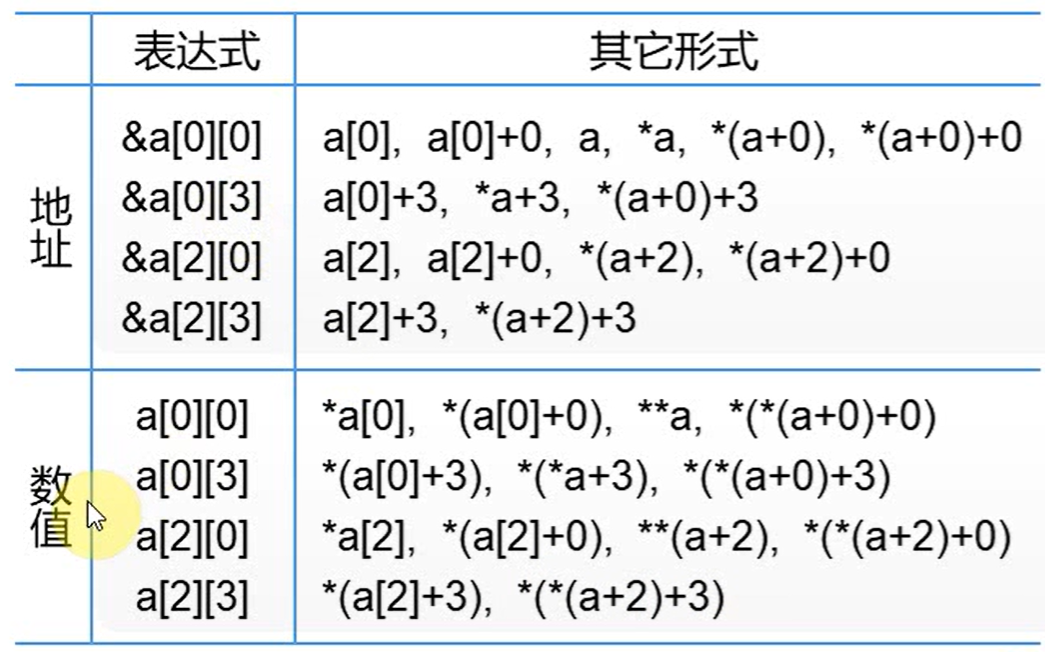 表达式 其它形式
地址
&a[0][0] a[0], a[0]+0, a, *a, *(a+0), *(a+0)+0
&a[0][3] a[0]+3, *a+3, *(a+0)+3
&a[2][0] a[2], a[2]+0, *(a+2), *(a+2)+0
&a[2][3] a[2]+3, *(a+2)+3
数值
a[0][0] *a[0], *(a[0]+0), **a, *(*(a+0)+0)
a[0][3] *(a[0]+3), *(*a+3), *(*(a+0)+3)
a[2][0] *a[2], *(a[2]+0), **(a+2), *(*(a+2)+0)
a[2][3] *(a[2]+3), *(*(a+2)+3)